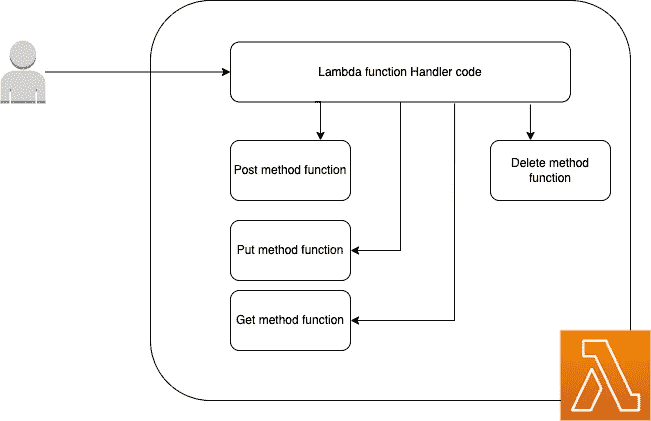 Lambda function Handler code
Post method function
Delete method
function
Put method function
Get method function